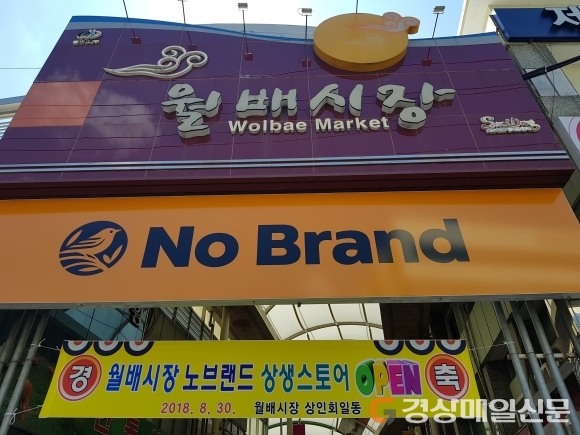 월배시장
Wolbae Market
Smiling
No Brand
경 월배시장 노브랜드 상생스토어 OPEN 축
2018. 8. 30. 월배시장 상인회일동
경상매일신문